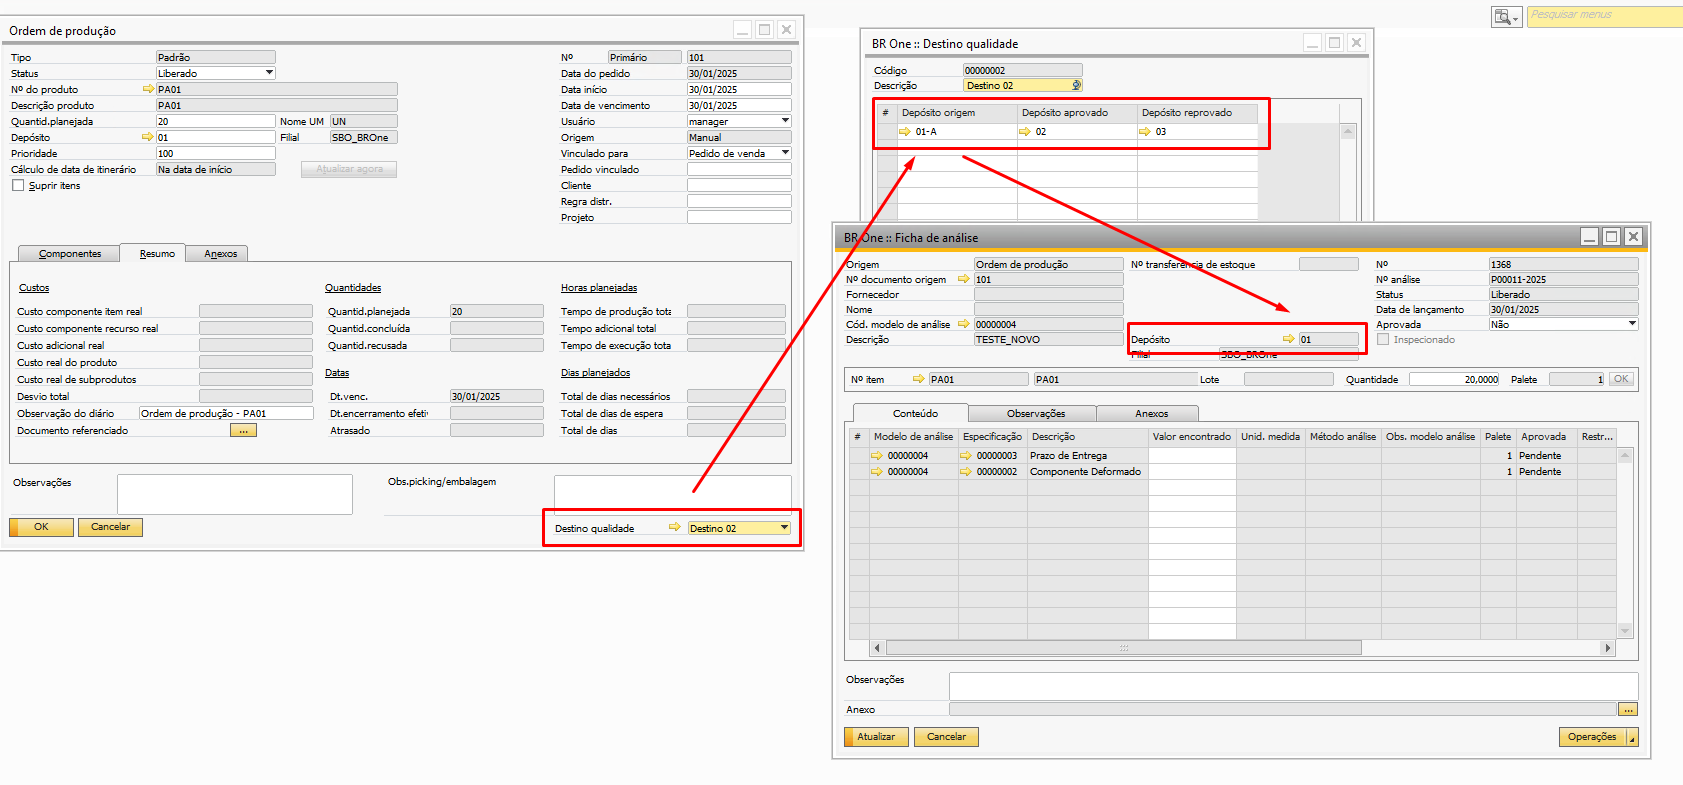 Pesquisar menus
Ordem de produção
Tipo Padrão
Status Liberado
Nº do produto PA01
Descrição produto PA01
Quantid.planejada 20 Nome UM UN
Depósito 01 Filial SBO_BROne
Prioridade 100
Cálculo de data de itinerário Na data de início Atualizar agora
Suprir itens
Nº Primário 101
Data do pedido 30/01/2025
Data início 30/01/2025
Data de vencimento 30/01/2025
Usuário manager
Origem Manual
Vinculado para Pedido de venda
Pedido vinculado
Cliente
Regra distr.
Projeto
Componentes Resumo Anexos
Custos
Custo componente item real
Custo componente recurso real
Custo adicional real
Custo real do produto
Custo real de subprodutos
Desvio total
Observação do diário Ordem de produção - PA01
Documento referenciado ...
Quantidades
Quantid.planejada 20
Quantid.concluída
Quantid.recusada
Datas
Dt.venc. 30/01/2025
Dt.encerramento efeti
Atrasado
Horas planejadas
Tempo de produção tota
Tempo adicional total
Tempo de execução tota
Dias planejados
Total de dias necessários
Total de dias de espera
Total de dias
Observações
Obs.picking/embalagem
OK Cancelar
Destino qualidade Destino 02
BR One :: Destino qualidade
Código 00000002
Descrição Destino 02
# Depósito origem Depósito aprovado Depósito reprovado
01-A 02 03
BR One :: Ficha de análise
Origem Ordem de produção
Nº documento origem 101
Fornecedor
Nome
Cód. modelo de análise 00000004
Descrição TESTE_NOVO
Nº transferência de estoque
Depósito 01
Filial SBO_BROne
Nº 1368
Nº análise P00011-2025
Status Liberado
Data de lançamento 30/01/2025
Aprovada Não
Inspecionado
Nº item PA01 PA01 Lote Quantidade 20,0000 Palete 1 OK
Conteúdo Observações Anexos
# Modelo de análise Especificação Descrição Valor encontrado Unid. medida Método análise Obs. modelo análise Palete Aprovada Restr...
00000004 00000003 Prazo de Entrega 1 Pendente
00000004 00000002 Componente Deformado 1 Pendente
Observações
Anexo ...
Atualizar Cancelar Operações